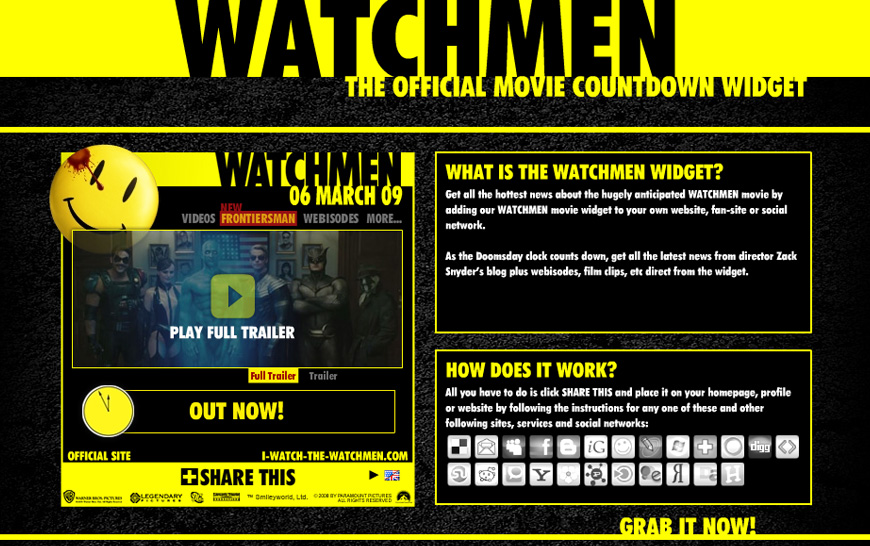 WATCHMEN
THE OFFICIAL MOVIE COUNTDOWN WIDGET
WATCHMEN
06 MARCH 09
NEW
VIDEOS FRONTIERSMAN WEBISODES MORE...
PLAY FULL TRAILER
Full Trailer Trailer
OUT NOW!
OFFICIAL SITE I-WATCH-THE-WATCHMEN.COM
SHARE THIS
WARNER BROS. PICTURES LEGENDARY PICTURES ™ Smileyworld, Ltd. © 2008 BY PARAMOUNT PICTURES
ALL RIGHTS RESERVED
WHAT IS THE WATCHMEN WIDGET?
Get all the hottest news about the hugely anticipated WATCHMEN movie by
adding our WATCHMEN movie widget to your own website, fan-site or social
network.
As the Doomsday clock counts down, get all the latest news from director Zack
Snyder's blog plus webisodes, film clips, etc direct from the widget.
HOW DOES IT WORK?
All you have to do is click SHARE THIS and place it on your homepage, profile
or website by following the instructions for any one of these and other
following sites, services and social networks:
f iG digg
Y Я H
GRAB IT NOW!